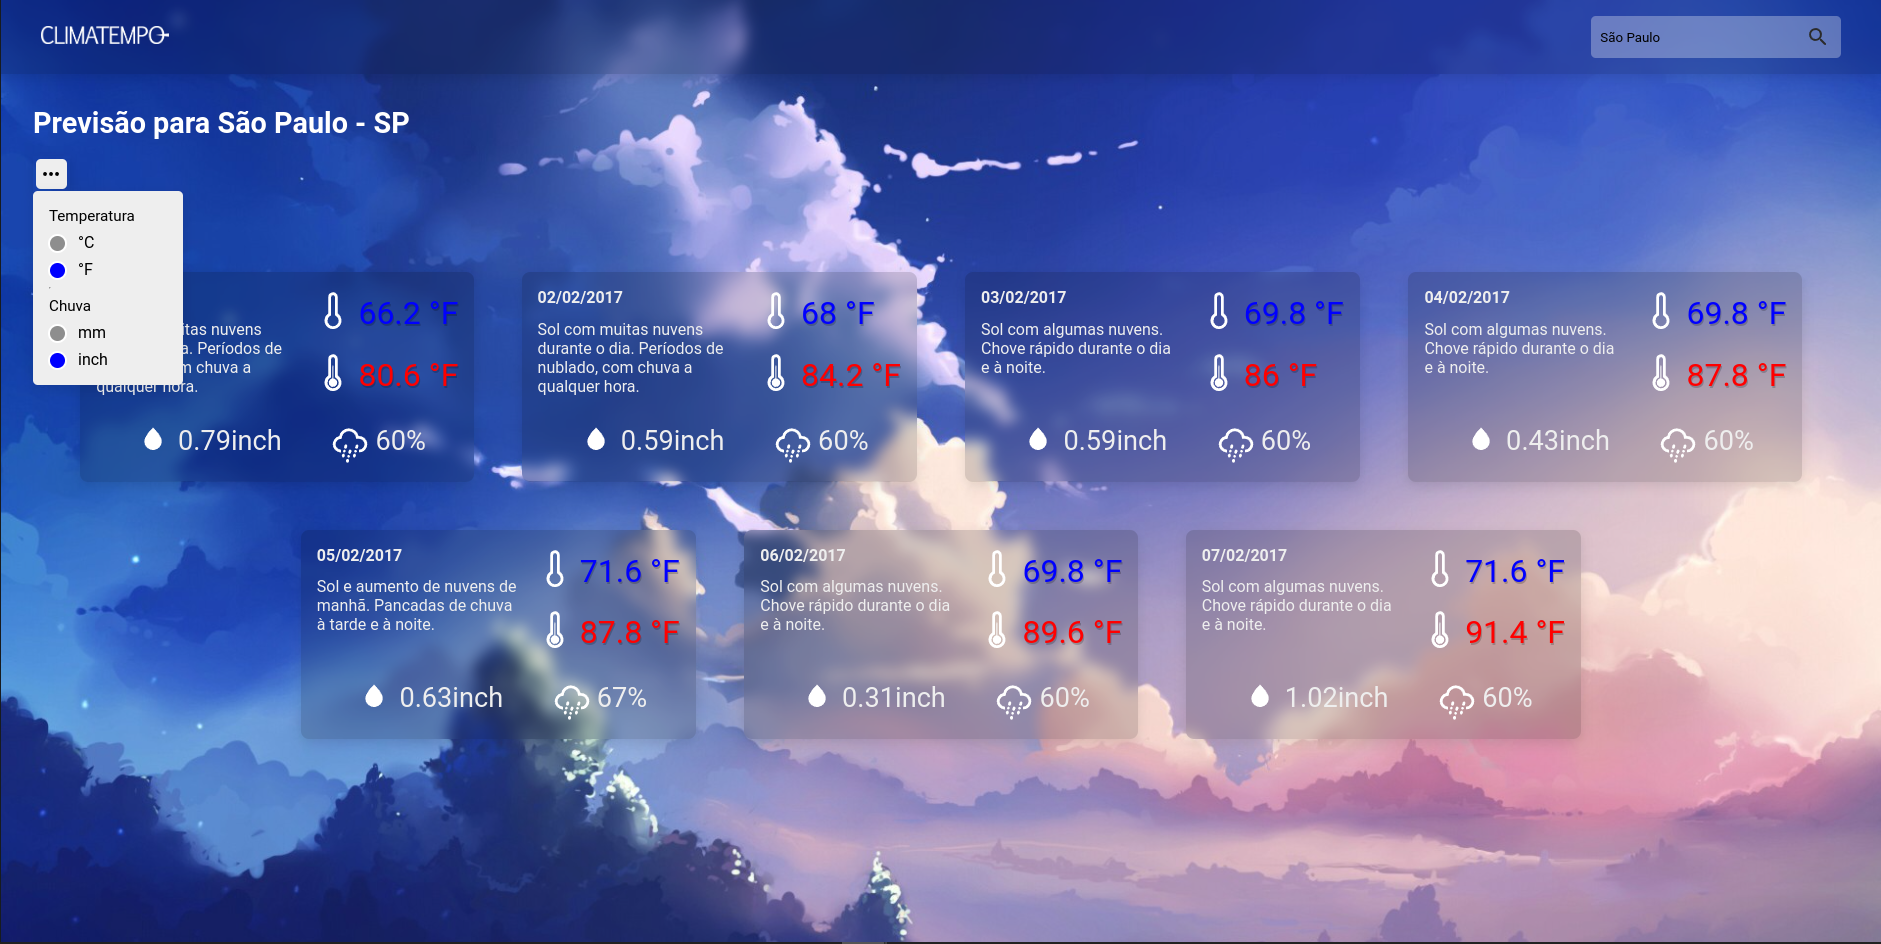 CLIMATEMPO
São Paulo
Previsão para São Paulo - SP
Temperatura
°C
°F
Chuva
mm
inch
nuvens
Períodos de
chuva a
qualquer hora.
66.2 °F
80.6 °F
0.79inch
60%
02/02/2017
Sol com muitas nuvens
durante o dia. Períodos de
nublado, com chuva a
qualquer hora.
68 °F
84.2 °F
0.59inch
60%
03/02/2017
Sol com algumas nuvens.
Chove rápido durante o dia
e à noite.
69.8 °F
86 °F
0.59inch
60%
04/02/2017
Sol com algumas nuvens.
Chove rápido durante o dia
e à noite.
69.8 °F
87.8 °F
0.43inch
60%
05/02/2017
Sol e aumento de nuvens de
manhã. Pancadas de chuva
à tarde e à noite.
71.6 °F
87.8 °F
0.63inch
67%
06/02/2017
Sol com algumas nuvens.
Chove rápido durante o dia
e à noite.
69.8 °F
89.6 °F
0.31inch
60%
07/02/2017
Sol com algumas nuvens.
Chove rápido durante o dia
e à noite.
71.6 °F
91.4 °F
1.02inch
60%